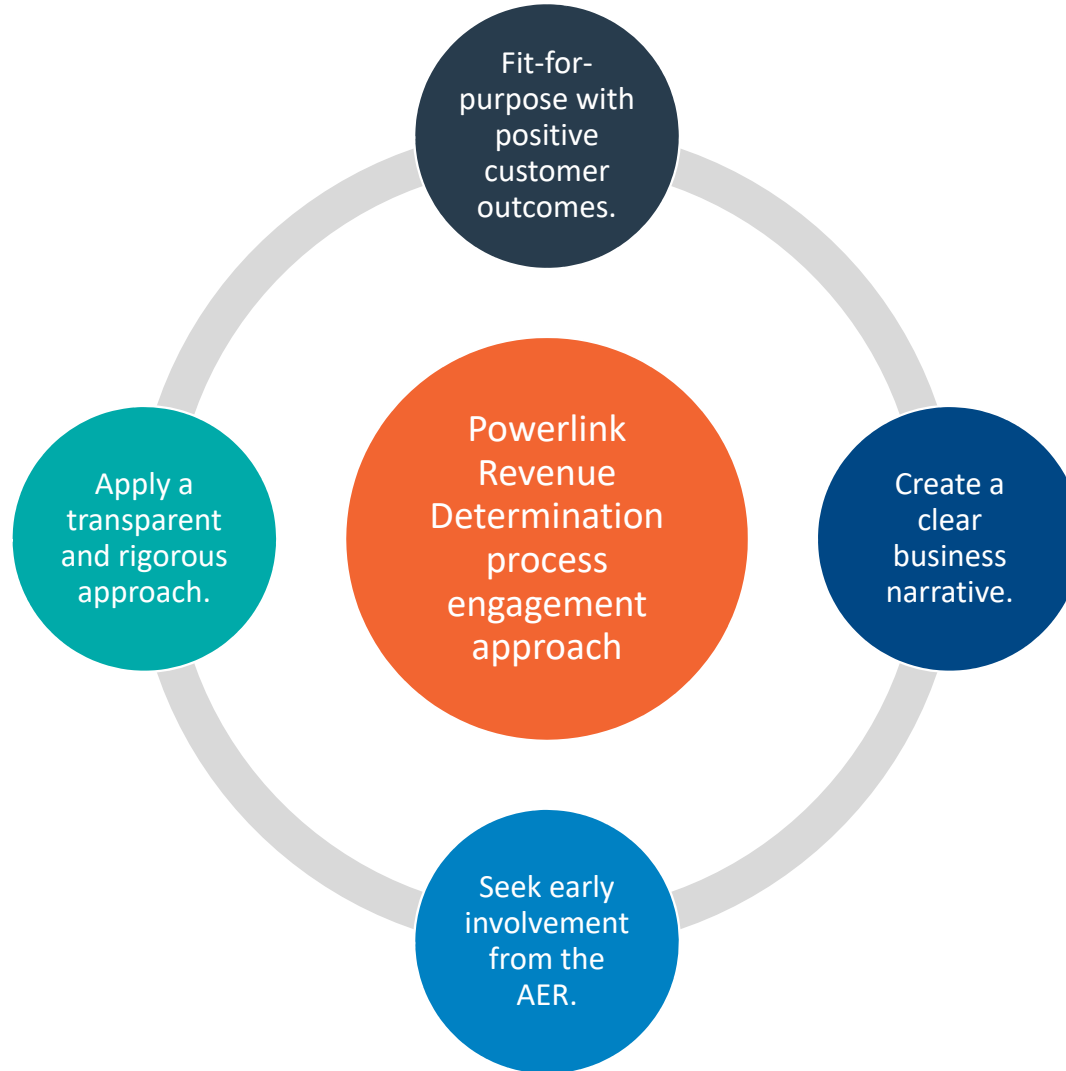 Fit-for-
purpose with
positive
customer
outcomes.
Powerlink
Revenue
Determination
process
engagement
approach
Apply a
transparent
and rigorous
approach.
Create a
clear
business
narrative.
Seek early
involvement
from the
AER.